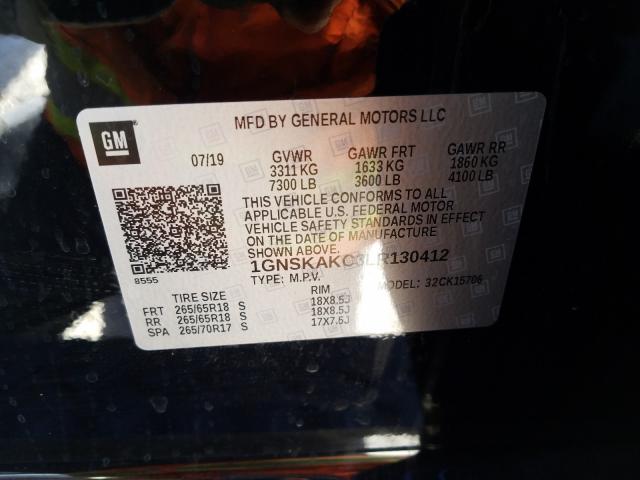 GM
MFD BY GENERAL MOTORS LLC
07/19 GVWR GAWR FRT GAWR RR
3311 KG 1633 KG 1860 KG
7300 LB 3600 LB 4100 LB
THIS VEHICLE CONFORMS TO ALL
APPLICABLE U.S. FEDERAL MOTOR
VEHICLE SAFETY STANDARDS IN EFFECT
ON THE DATE OF MANUFACTURE
SHOWN ABOVE.
8555
1GNSKAKC3LR130412
TYPE: M.P.V. MODEL: 32CK15706
TIRE SIZE RIM
FRT 265/65R18 S 18X8.5J
RR 265/65R18 S 18X8.5J
SPA 265/70R17 S 17X7.5J